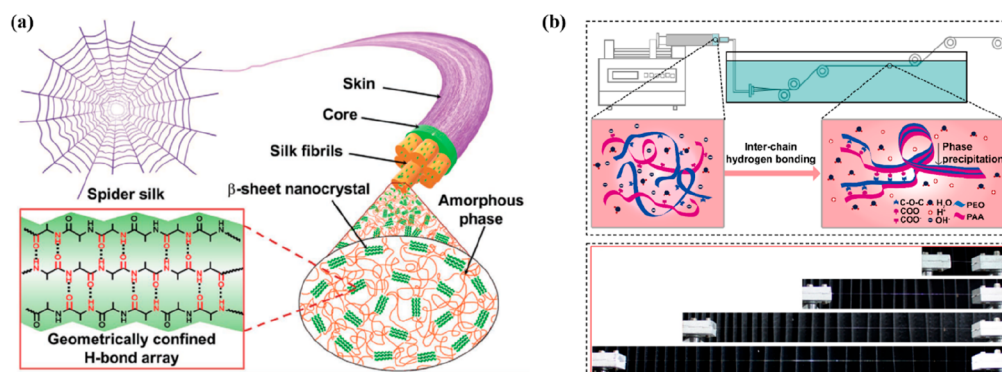 (a)
Skin
Core
Silk fibrils
β-sheet nanocrystal
Amorphous
phase
Spider silk
Geometrically confined
H-bond array
(b)
Inter-chain
hydrogen bonding
Phase
precipitation
C-O-C H₂O PEO
COO H⁺ PAA
COO⁻ OH⁻